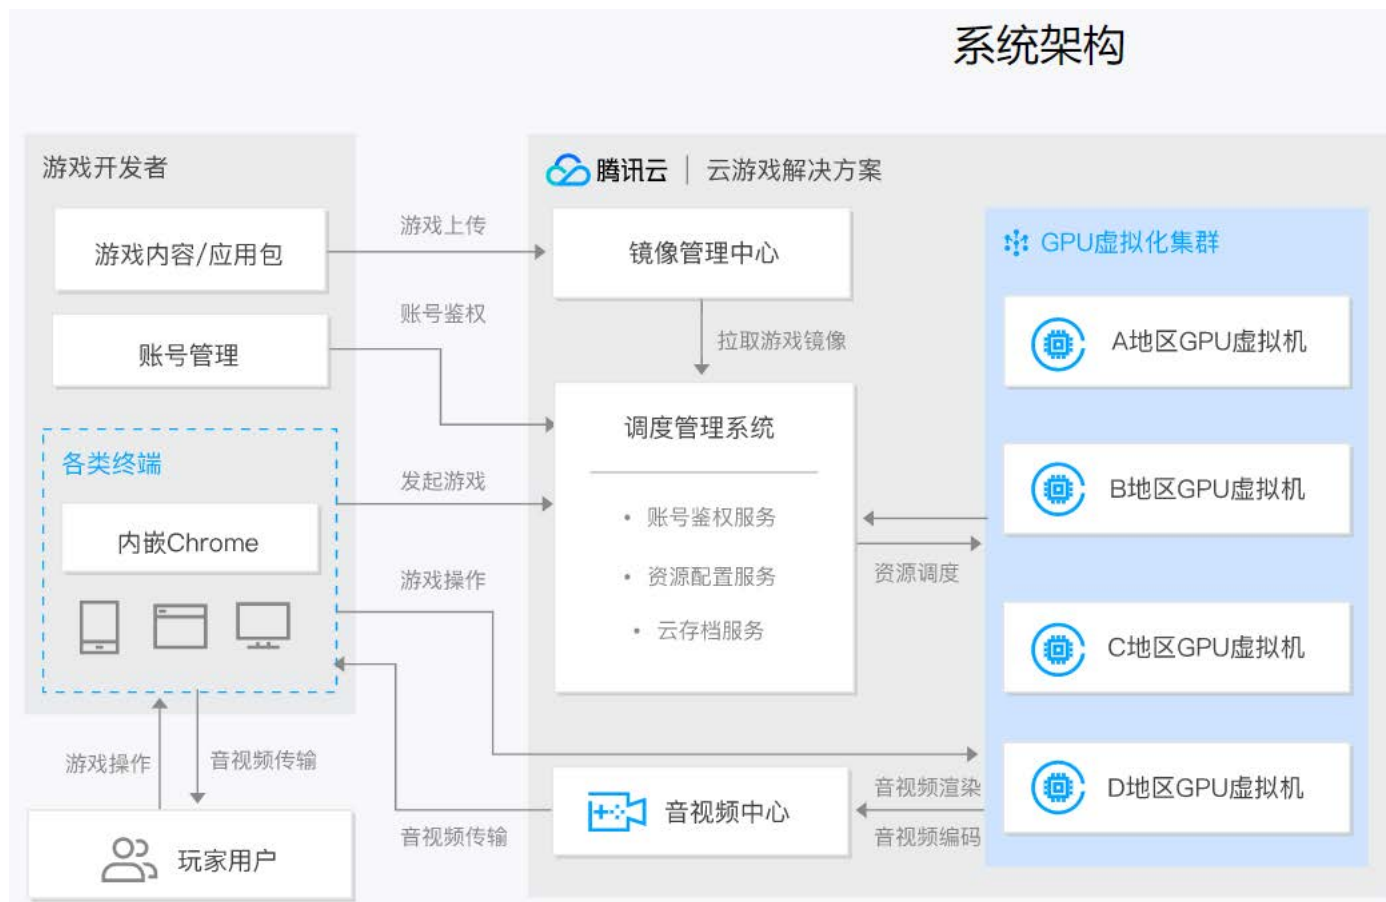 系统架构
游戏开发者
游戏内容/应用包
账号管理
各类终端
内嵌Chrome
游戏操作
音视频传输
玩家用户
游戏上传
账号鉴权
发起游戏
游戏操作
音视频传输
腾讯云 | 云游戏解决方案
镜像管理中心
拉取游戏镜像
调度管理系统
• 账号鉴权服务
• 资源配置服务
• 云存档服务
资源调度
音视频中心
音视频渲染
音视频编码
GPU虚拟化集群
A地区GPU虚拟机
B地区GPU虚拟机
C地区GPU虚拟机
D地区GPU虚拟机